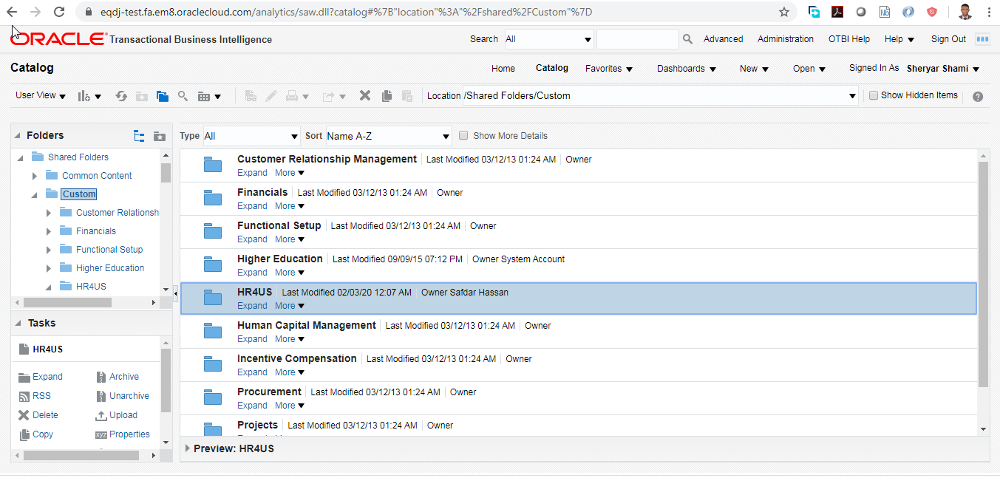 eqdj-test.fa.em8.oraclecloud.com/analytics/saw.dll?catalog#%7B"location"%3A"%2Fshared%2FCustom"%7D
ORACLE Transactional Business Intelligence
Search All Advanced Administration OTBI Help Help Sign Out
Catalog Home Catalog Favorites Dashboards New Open Signed In As Sheryar Shami
User View Location /Shared Folders/Custom Show Hidden Items
Folders
Shared Folders
Common Content
Custom
Customer Relationsh
Financials
Functional Setup
Higher Education
HR4US
Tasks
HR4US
Expand Archive
RSS Unarchive
Delete Upload
Copy xyz Properties
Type All Sort Name A-Z Show More Details
Customer Relationship Management Last Modified 03/12/13 01:24 AM Owner
Expand More
Financials Last Modified 03/12/13 01:24 AM Owner
Expand More
Functional Setup Last Modified 03/12/13 01:24 AM Owner
Expand More
Higher Education Last Modified 09/09/15 07:12 PM Owner System Account
Expand More
HR4US Last Modified 02/03/20 12:07 AM Owner Safdar Hassan
Expand More
Human Capital Management Last Modified 03/12/13 01:24 AM Owner
Expand More
Incentive Compensation Last Modified 03/12/13 01:24 AM Owner
Expand More
Procurement Last Modified 03/12/13 01:24 AM Owner
Expand More
Projects Last Modified 03/12/13 01:24 AM Owner
Preview: HR4US